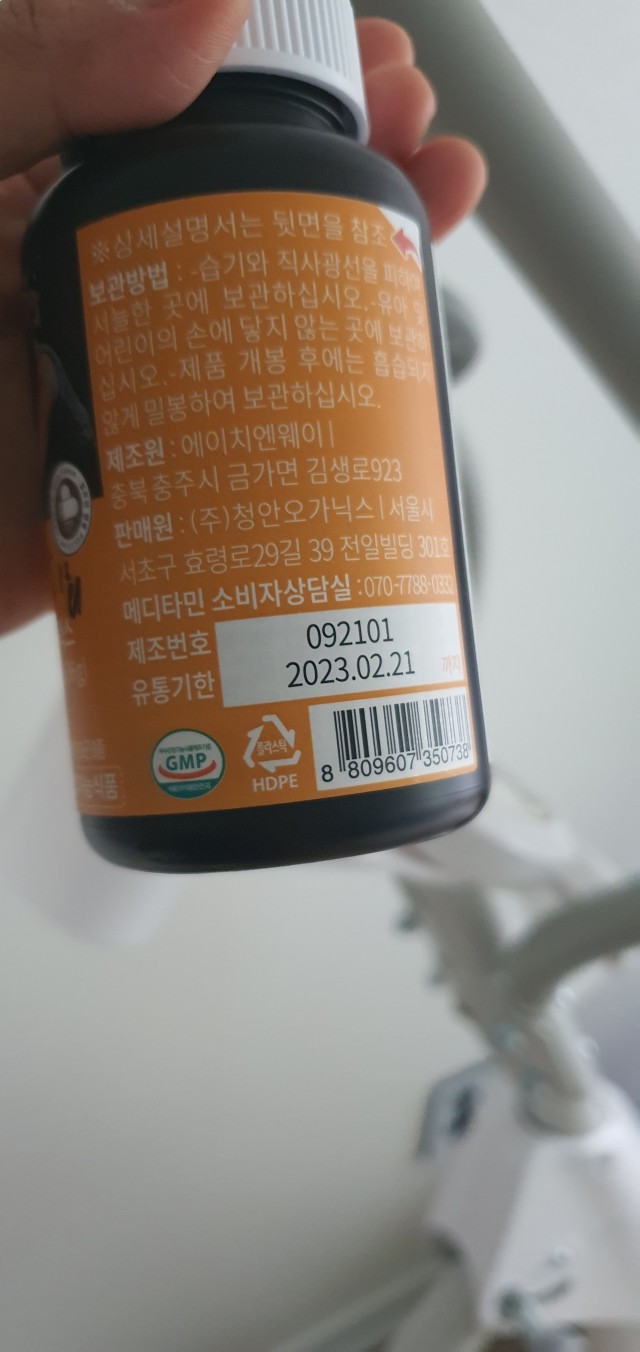 ※상세설명서는 뒷면을 참조
보관방법 : -습기와 직사광선을 피하여
서늘한 곳에 보관하십시오.-유아 및
어린이의 손에 닿지 않는 곳에 보관하
십시오.-제품 개봉 후에는 흡습되지
않게 밀봉하여 보관하십시오.
제조원 : 에이치엔웨이 |
충북 충주시 금가면 김생로923
판매원 : (주)청안오가닉스 | 서울시
서초구 효령로29길 39 전일빌딩 301호
메디타민 소비자상담실 : 070-7788-0332
제조번호 092101
유통기한 2023.02.21 까지
GMP
플라스틱
HDPE
8 809607 350738